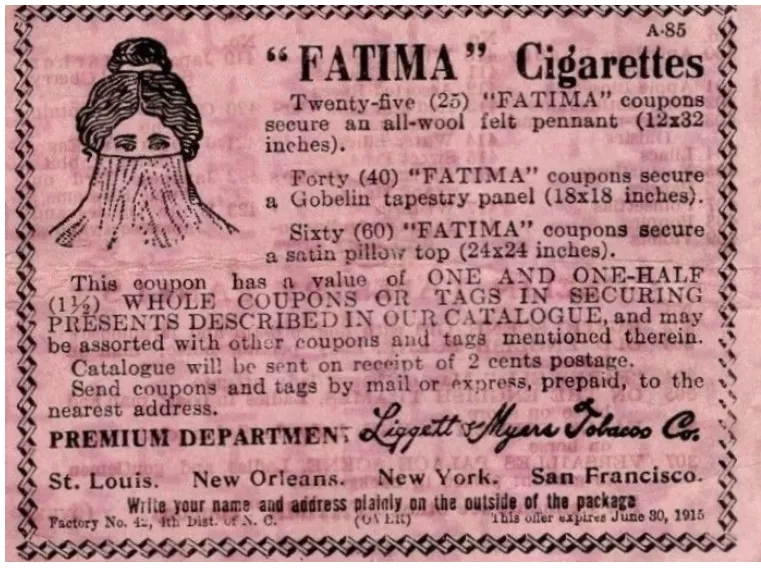 A-85
"FATIMA" Cigarettes
Twenty-five (25) "FATIMA" coupons
secure an all-wool felt pennant (12x32
inches).
Forty (40) "FATIMA" coupons secure
a Gobelin tapestry panel (18x18 inches).
Sixty (60) "FATIMA" coupons secure
a satin pillow top (24x24 inches).
This coupon has a value of ONE AND ONE-HALF
(1½) WHOLE COUPONS OR TAGS IN SECURING
PRESENTS DESCRIBED IN OUR CATALOGUE, and may
be assorted with other coupons and tags mentioned therein.
Catalogue will be sent on receipt of 2 cents postage.
Send coupons and tags by mail or express, prepaid, to the
nearest address.
PREMIUM DEPARTMENT Liggett & Myers Tobacco Co.
St. Louis. New Orleans. New York. San Francisco.
Write your name and address plainly on the outside of the package
Factory No. 42, 4th Dist. of N. C. (OVER) This offer expires June 30, 1915